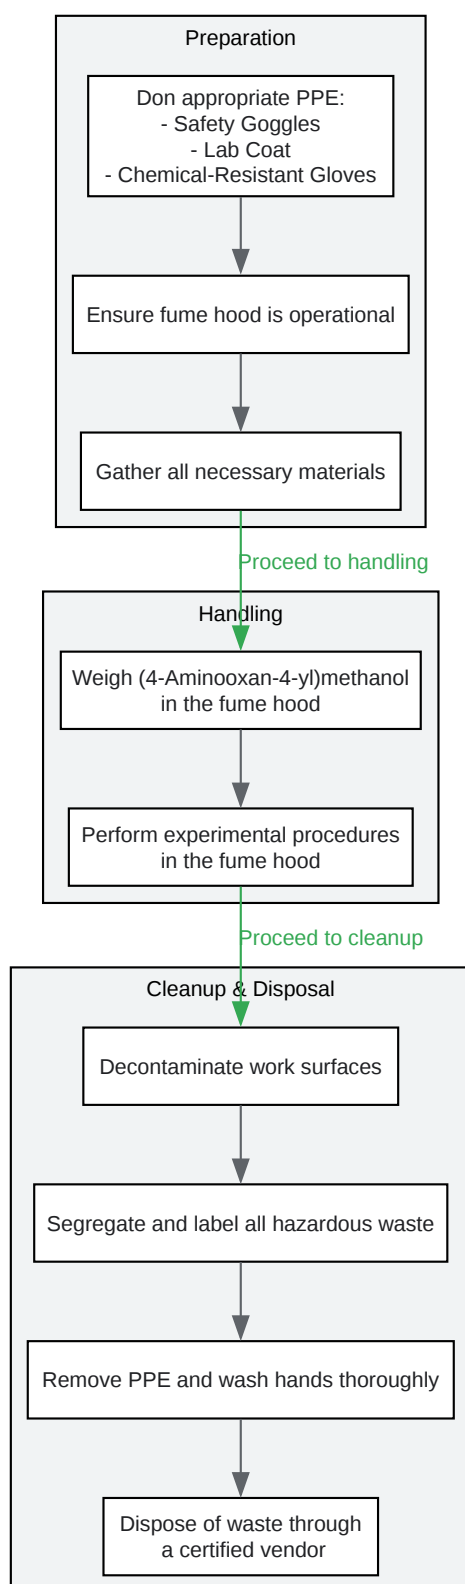 Preparation
Don appropriate PPE:
- Safety Goggles
- Lab Coat
- Chemical-Resistant Gloves
Ensure fume hood is operational
Gather all necessary materials
Proceed to handling
Handling
Weigh (4-Aminooxan-4-yl)methanol
in the fume hood
Perform experimental procedures
in the fume hood
Proceed to cleanup
Cleanup & Disposal
Decontaminate work surfaces
Segregate and label all hazardous waste
Remove PPE and wash hands thoroughly
Dispose of waste through
a certified vendor